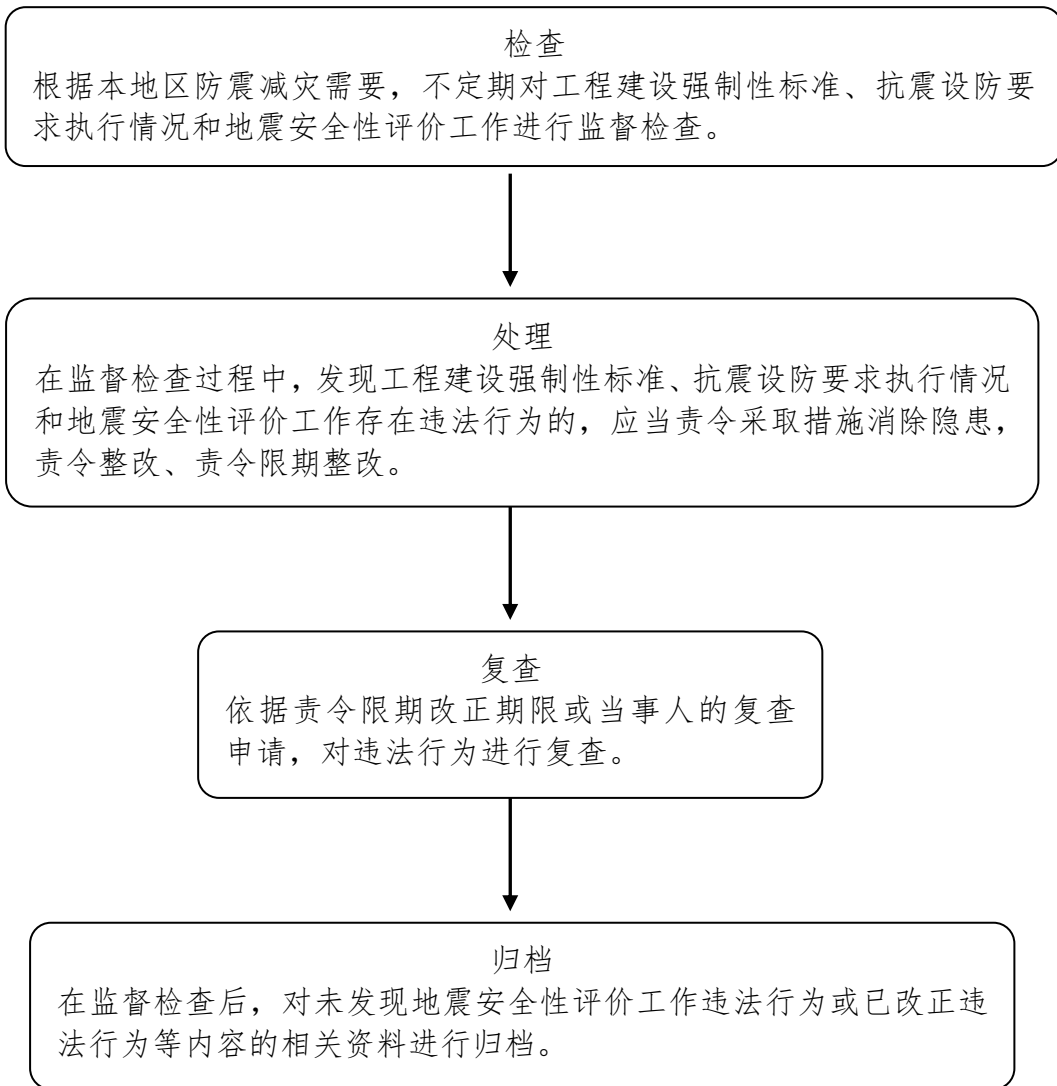 检查
根据本地区防震减灾需要，不定期对工程建设强制性标准、抗震设防要
求执行情况和地震安全性评价工作进行监督检查。
处理
在监督检查过程中，发现工程建设强制性标准、抗震设防要求执行情况
和地震安全性评价工作存在违法行为的，应当责令采取措施消除隐患，
责令整改、责令限期整改。
复查
依据责令限期改正期限或当事人的复查
申请，对违法行为进行复查。
归档
在监督检查后，对未发现地震安全性评价工作违法行为或已改正违
法行为等内容的相关资料进行归档。